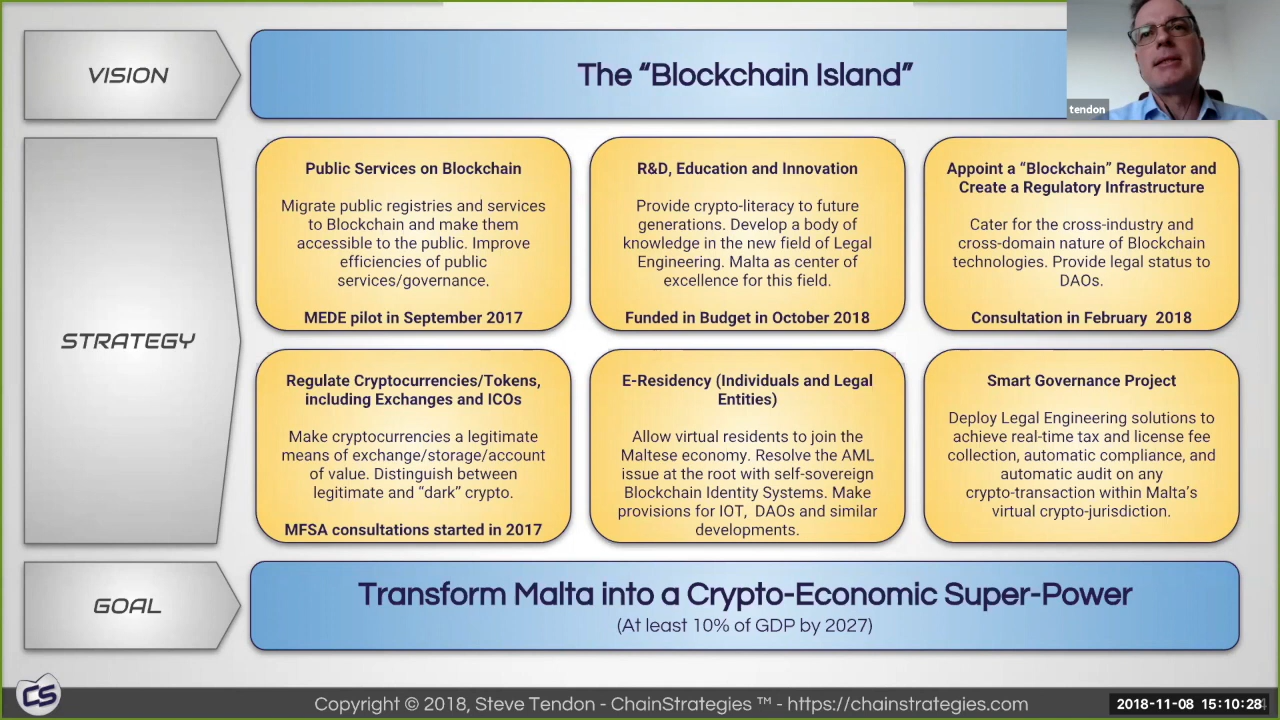 VISION
The “Blockchain Island”
tendon
STRATEGY
Public Services on Blockchain
Migrate public registries and services
to Blockchain and make them
accessible to the public. Improve
efficiencies of public
services/governance.
MEDE pilot in September 2017
R&D, Education and Innovation
Provide crypto-literacy to future
generations. Develop a body of
knowledge in the new field of Legal
Engineering. Malta as center of
excellence for this field.
Funded in Budget in October 2018
Appoint a “Blockchain” Regulator and
Create a Regulatory Infrastructure
Cater for the cross-industry and
cross-domain nature of Blockchain
technologies. Provide legal status to
DAOs.
Consultation in February 2018
Regulate Cryptocurrencies/Tokens,
including Exchanges and ICOs
Make cryptocurrencies a legitimate
means of exchange/storage/account
of value. Distinguish between
legitimate and “dark” crypto.
MFSA consultations started in 2017
E-Residency (Individuals and Legal
Entities)
Allow virtual residents to join the
Maltese economy. Resolve the AML
issue at the root with self-sovereign
Blockchain Identity Systems. Make
provisions for IOT, DAOs and similar
developments.
Smart Governance Project
Deploy Legal Engineering solutions to
achieve real-time tax and license fee
collection, automatic compliance, and
automatic audit on any
crypto-transaction within Malta’s
virtual crypto-jurisdiction.
GOAL
Transform Malta into a Crypto-Economic Super-Power
(At least 10% of GDP by 2027)
CS
Copyright © 2018, Steve Tendon - ChainStrategies ™ - https://chainstrategies.com
2018-11-08 15:10:28